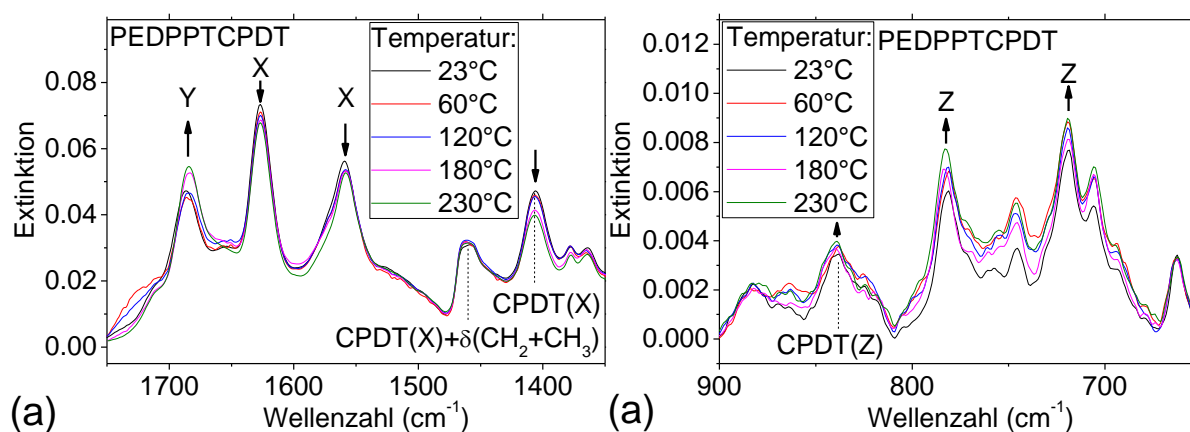 PEDPPTCPDT
Temperatur:
23°C
60°C
120°C
180°C
230°C
Y
X
X
CPDT(X)
CPDT(X)+δ(CH₂+CH₃)
0.00
0.02
0.04
0.06
0.08
Extinktion
1700
1600
1500
1400
Wellenzahl (cm⁻¹)
(a)
Temperatur:
PEDPPTCPDT
23°C
60°C
120°C
180°C
230°C
Z
Z
CPDT(Z)
0.000
0.002
0.004
0.006
0.008
0.010
0.012
Extinktion
900
800
700
Wellenzahl (cm⁻¹)
(a)